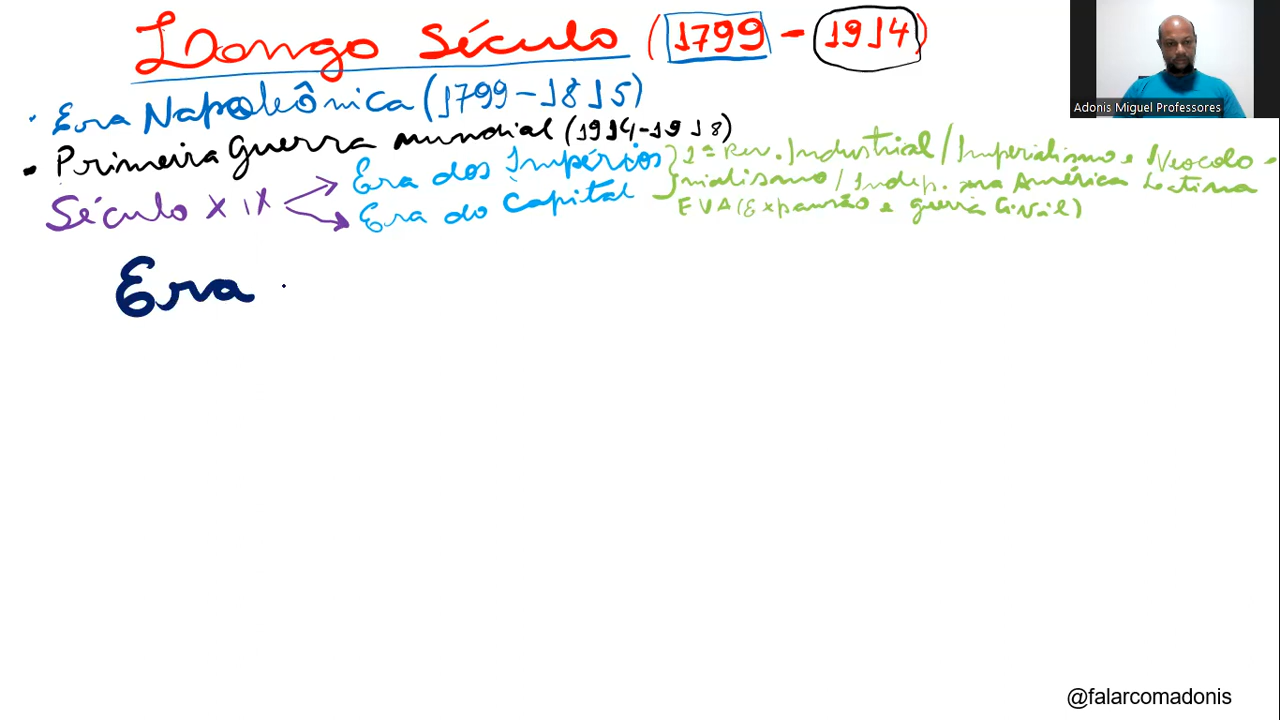 Longo Século (1799 - 1914)
• Era Napoleônica (1799 - 1815)
• Primeira Guerra mundial (1914-1918)
Século XIX
Era dos Impérios
Era do Capital
1ª Rev. Industrial / Imperialismo e Neocolo-
nialismo / Indep. na América Latina
EUA (Expansão e guerra Civil)
Era
Adonis Miguel Professores
@falarcomadonis